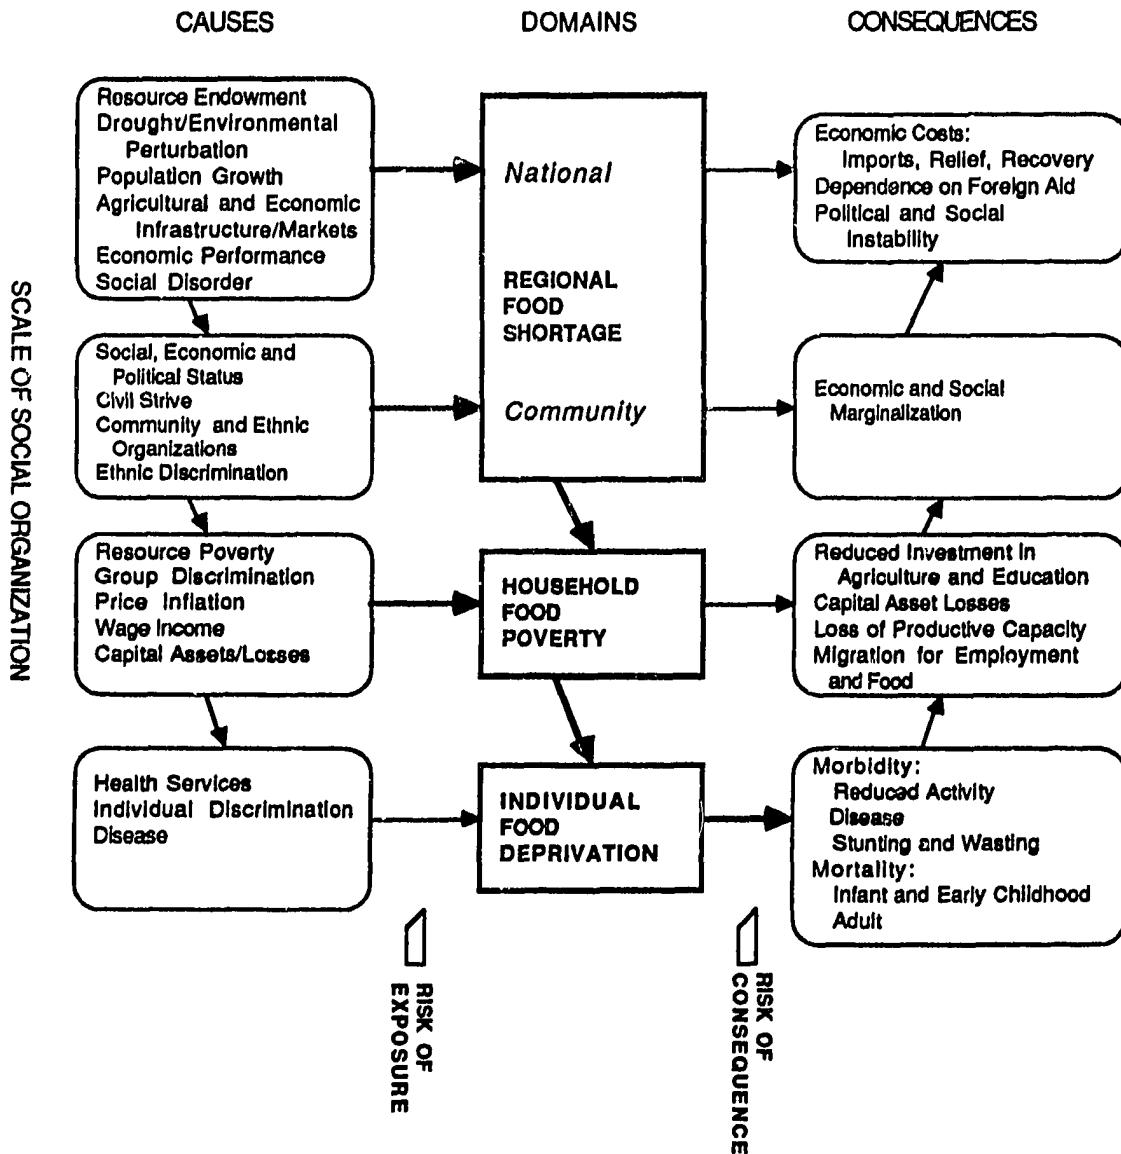 CAUSES
DOMAINS
CONSEQUENCES
SCALE OF SOCIAL ORGANIZATION
Resource Endowment
Drought/Environmental
Perturbation
Population Growth
Agricultural and Economic
Infrastructure/Markets
Economic Performance
Social Disorder
National
REGIONAL
FOOD
SHORTAGE
Community
Economic Costs:
Imports, Relief, Recovery
Dependence on Foreign Aid
Political and Social
Instability
Social, Economic and
Political Status
Civil Strive
Community and Ethnic
Organizations
Ethnic Discrimination
Economic and Social
Marginalization
Resource Poverty
Group Discrimination
Price Inflation
Wage Income
Capital Assets/Losses
HOUSEHOLD
FOOD
POVERTY
Reduced Investment in
Agriculture and Education
Capital Asset Losses
Loss of Productive Capacity
Migration for Employment
and Food
Health Services
Individual Discrimination
Disease
INDIVIDUAL
FOOD
DEPRIVATION
Morbidity:
Reduced Activity
Disease
Stunting and Wasting
Mortality:
Infant and Early Childhood
Adult
RISK OF
EXPOSURE
RISK OF
CONSEQUENCE